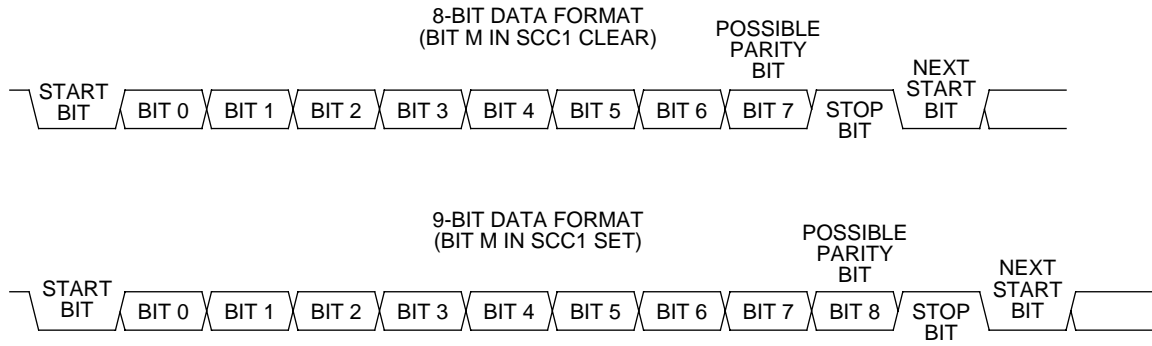 8-BIT DATA FORMAT
(BIT M IN SCC1 CLEAR)
POSSIBLE
PARITY
BIT
START
BIT
BIT 0
BIT 1
BIT 2
BIT 3
BIT 4
BIT 5
BIT 6
BIT 7
STOP
BIT
NEXT
START
BIT
9-BIT DATA FORMAT
(BIT M IN SCC1 SET)
POSSIBLE
PARITY
BIT
START
BIT
BIT 0
BIT 1
BIT 2
BIT 3
BIT 4
BIT 5
BIT 6
BIT 7
BIT 8
STOP
BIT
NEXT
START
BIT